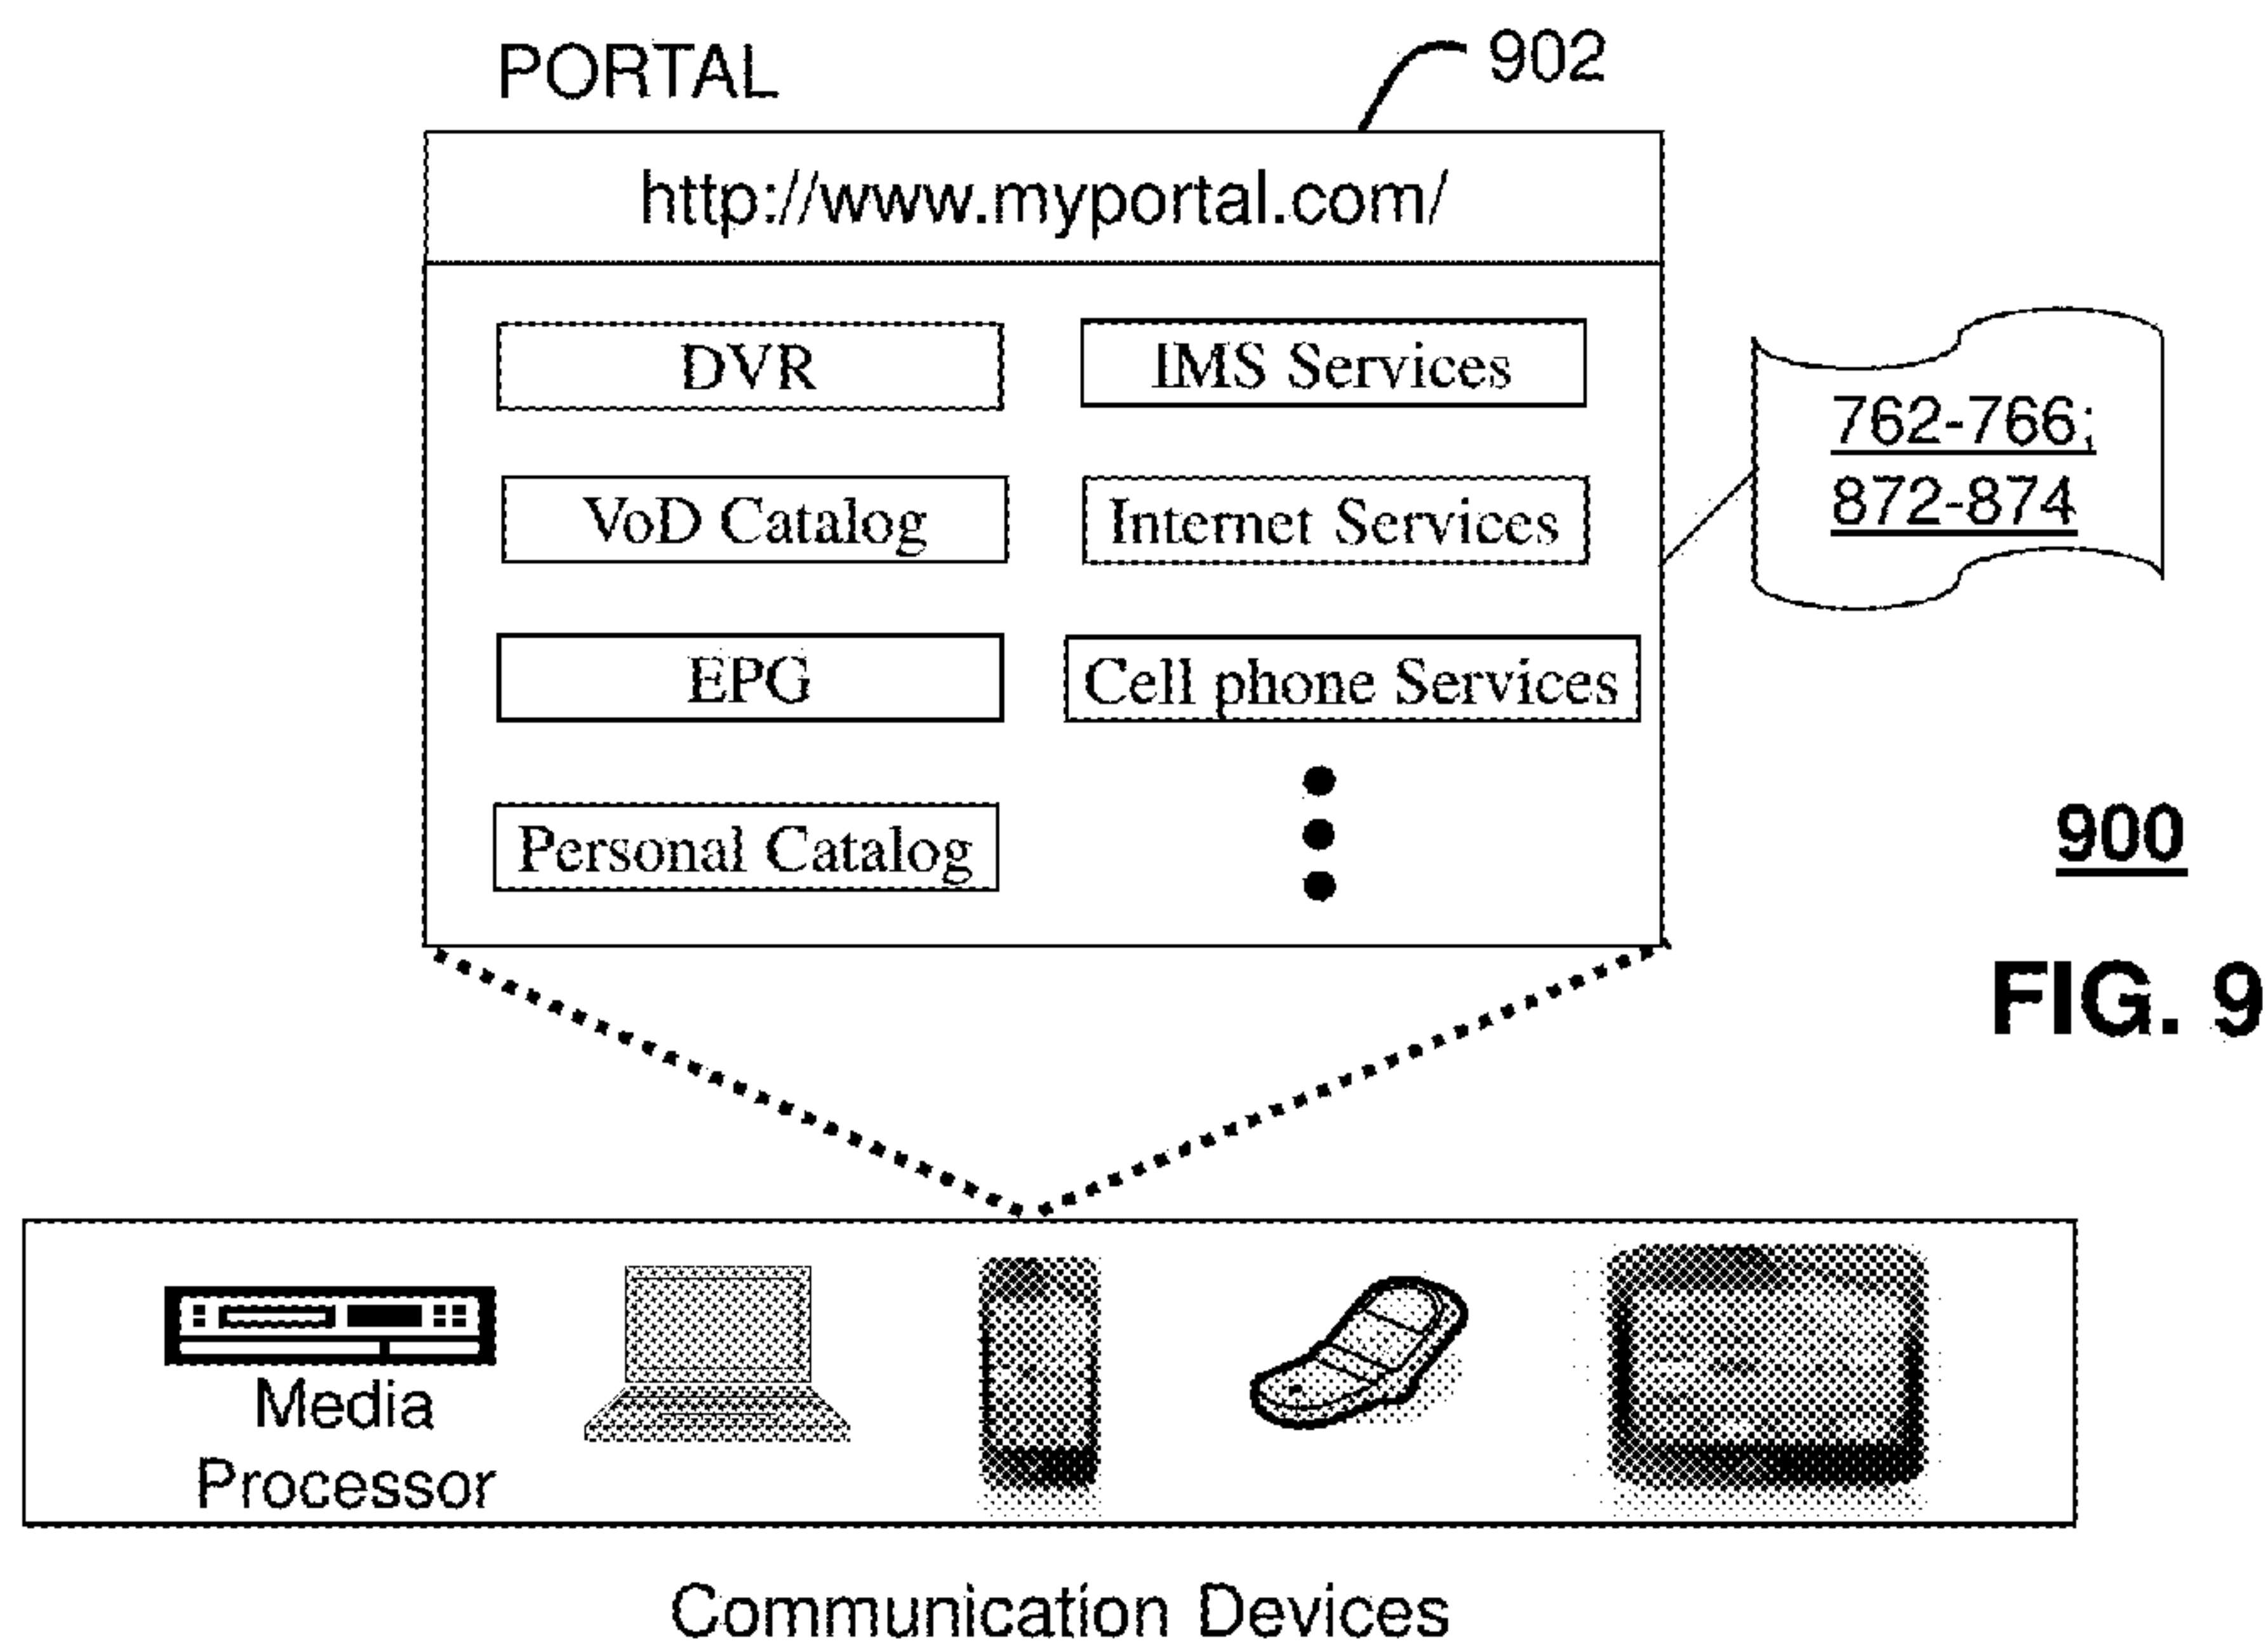 PORTAL
902
http://www.myportal.com/
DVR
IMS Services
762-766;
872-874
VoD Catalog
Internet Services
EPG
Cell phone Services
Personal Catalog
900
FIG. 9
Media
Processor
Communication Devices